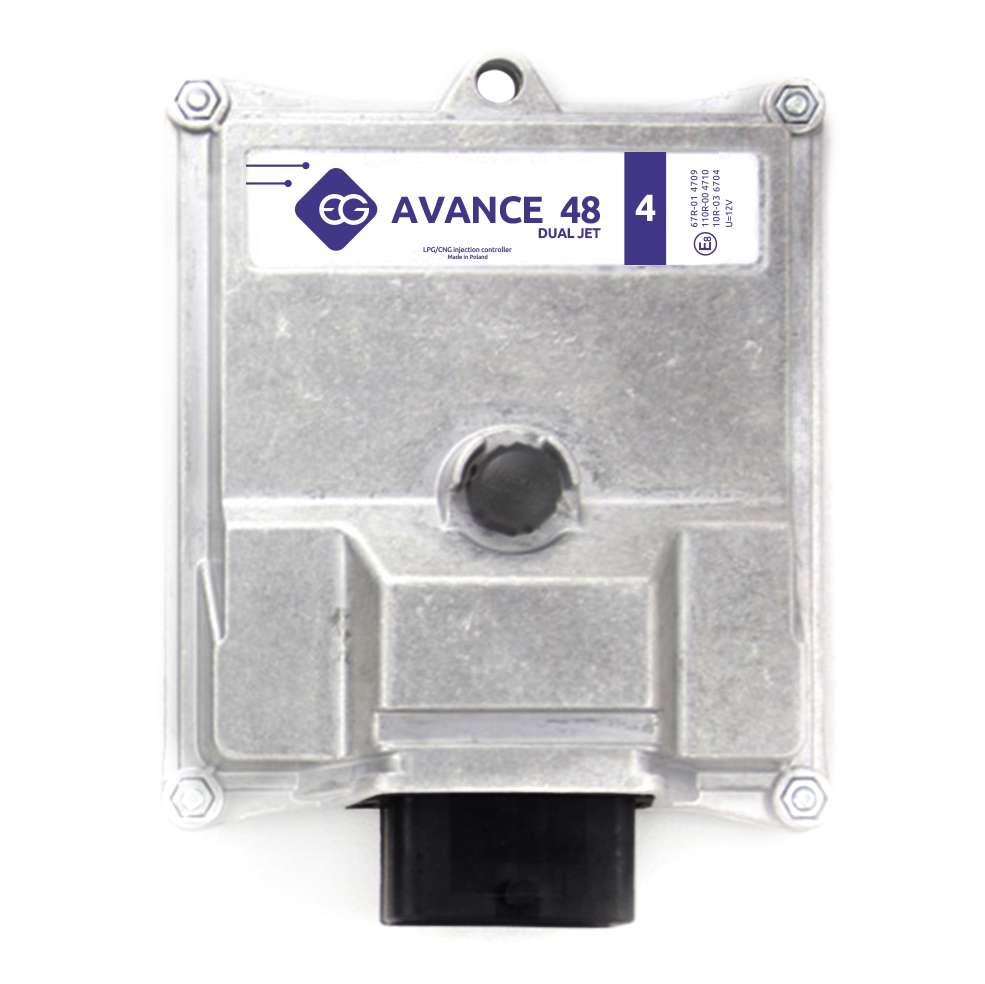 EG
AVANCE 48
DUAL JET
LPG/CNG injection controller
Made in Poland
4
67R-01 4709
110R-00 4710
10R-03 6704
U=12V
E8